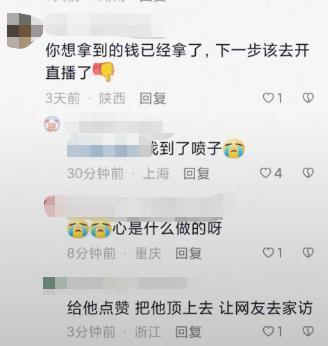 你想拿到的钱已经拿了，下一步该去开
直播了👎
3天前 · 陕西 回复
1
找到了喷子😭
30分钟前 · 上海 回复
4
😭😭心是什么做的呀
8分钟前 · 重庆 回复
1
给他点赞 把他顶上去 让网友去家访
3分钟前 · 浙江 回复
1